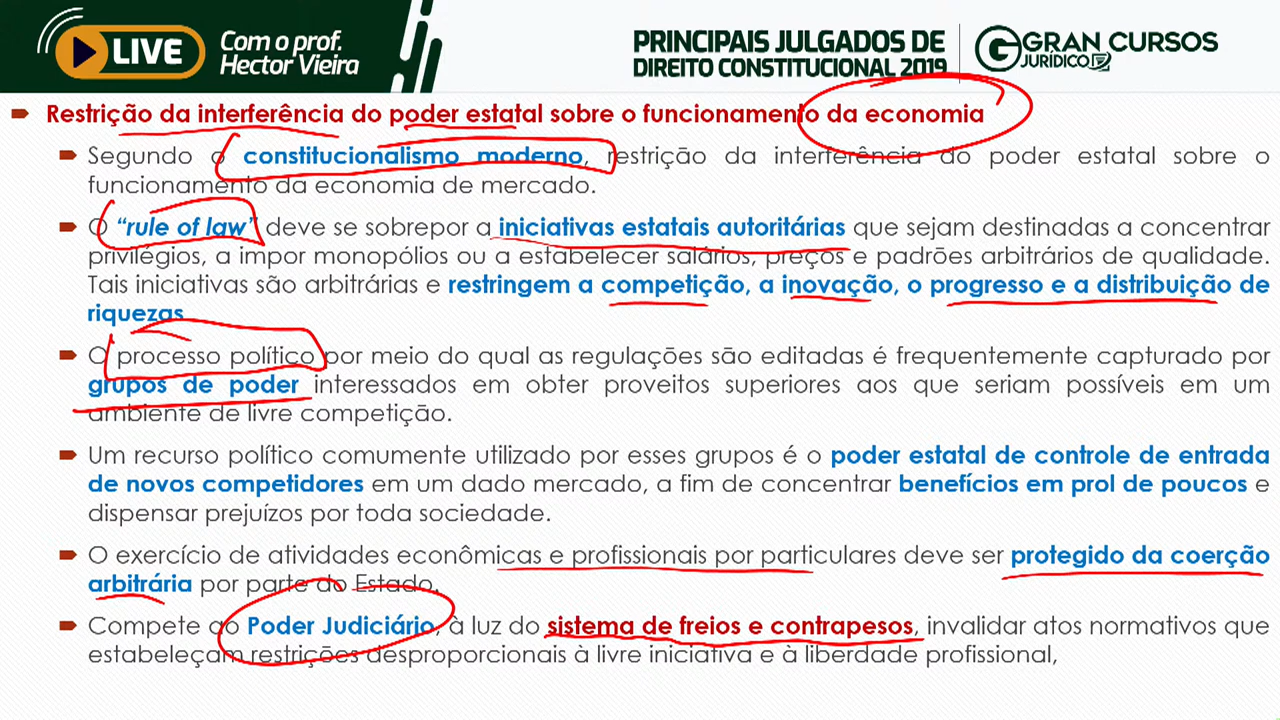 LIVE
Com o prof.
Hector Vieira
PRINCIPAIS JULGADOS DE
DIREITO CONSTITUCIONAL 2019
GRAN CURSOS
JURÍDICO
Restrição da interferência do poder estatal sobre o funcionamento da economia
Segundo o constitucionalismo moderno, restrição da interferência do poder estatal sobre o
funcionamento da economia de mercado.
O “rule of law” deve se sobrepor a iniciativas estatais autoritárias que sejam destinadas a concentrar
privilégios, a impor monopólios ou a estabelecer salários, preços e padrões arbitrários de qualidade.
Tais iniciativas são arbitrárias e restringem a competição, a inovação, o progresso e a distribuição de
riquezas.
O processo político por meio do qual as regulações são editadas é frequentemente capturado por
grupos de poder interessados em obter proveitos superiores aos que seriam possíveis em um
ambiente de livre competição.
Um recurso político comumente utilizado por esses grupos é o poder estatal de controle de entrada
de novos competidores em um dado mercado, a fim de concentrar benefícios em prol de poucos e
dispensar prejuízos por toda sociedade.
O exercício de atividades econômicas e profissionais por particulares deve ser protegido da coerção
arbitrária por parte do Estado.
Compete ao Poder Judiciário, à luz do sistema de freios e contrapesos, invalidar atos normativos que
estabeleçam restrições desproporcionais à livre iniciativa e à liberdade profissional,